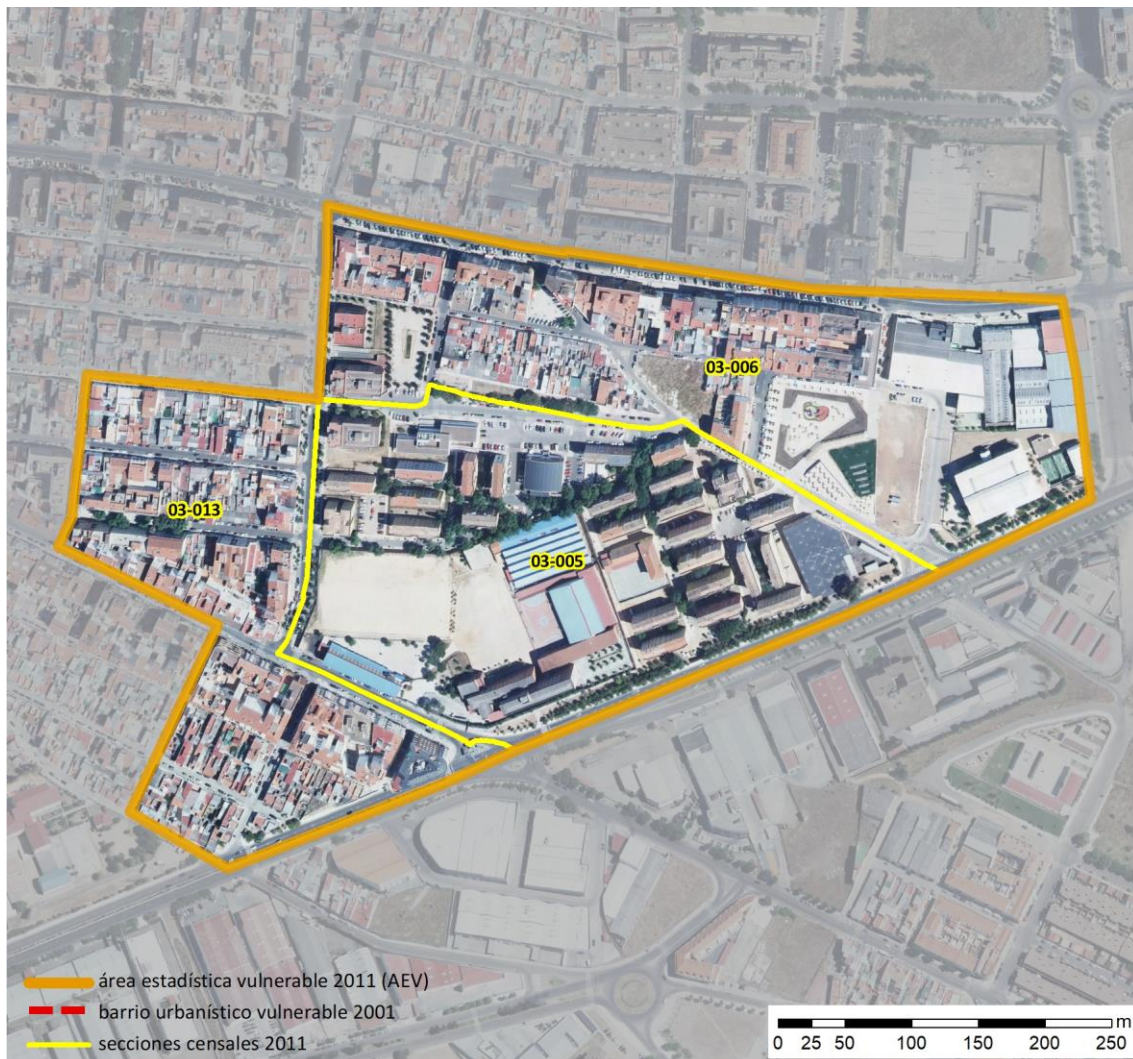 03-006
03-013
03-005
área estadística vulnerable 2011 (AEV)
barrio urbanístico vulnerable 2001
secciones censales 2011
m
0 25 50 100 150 200 250